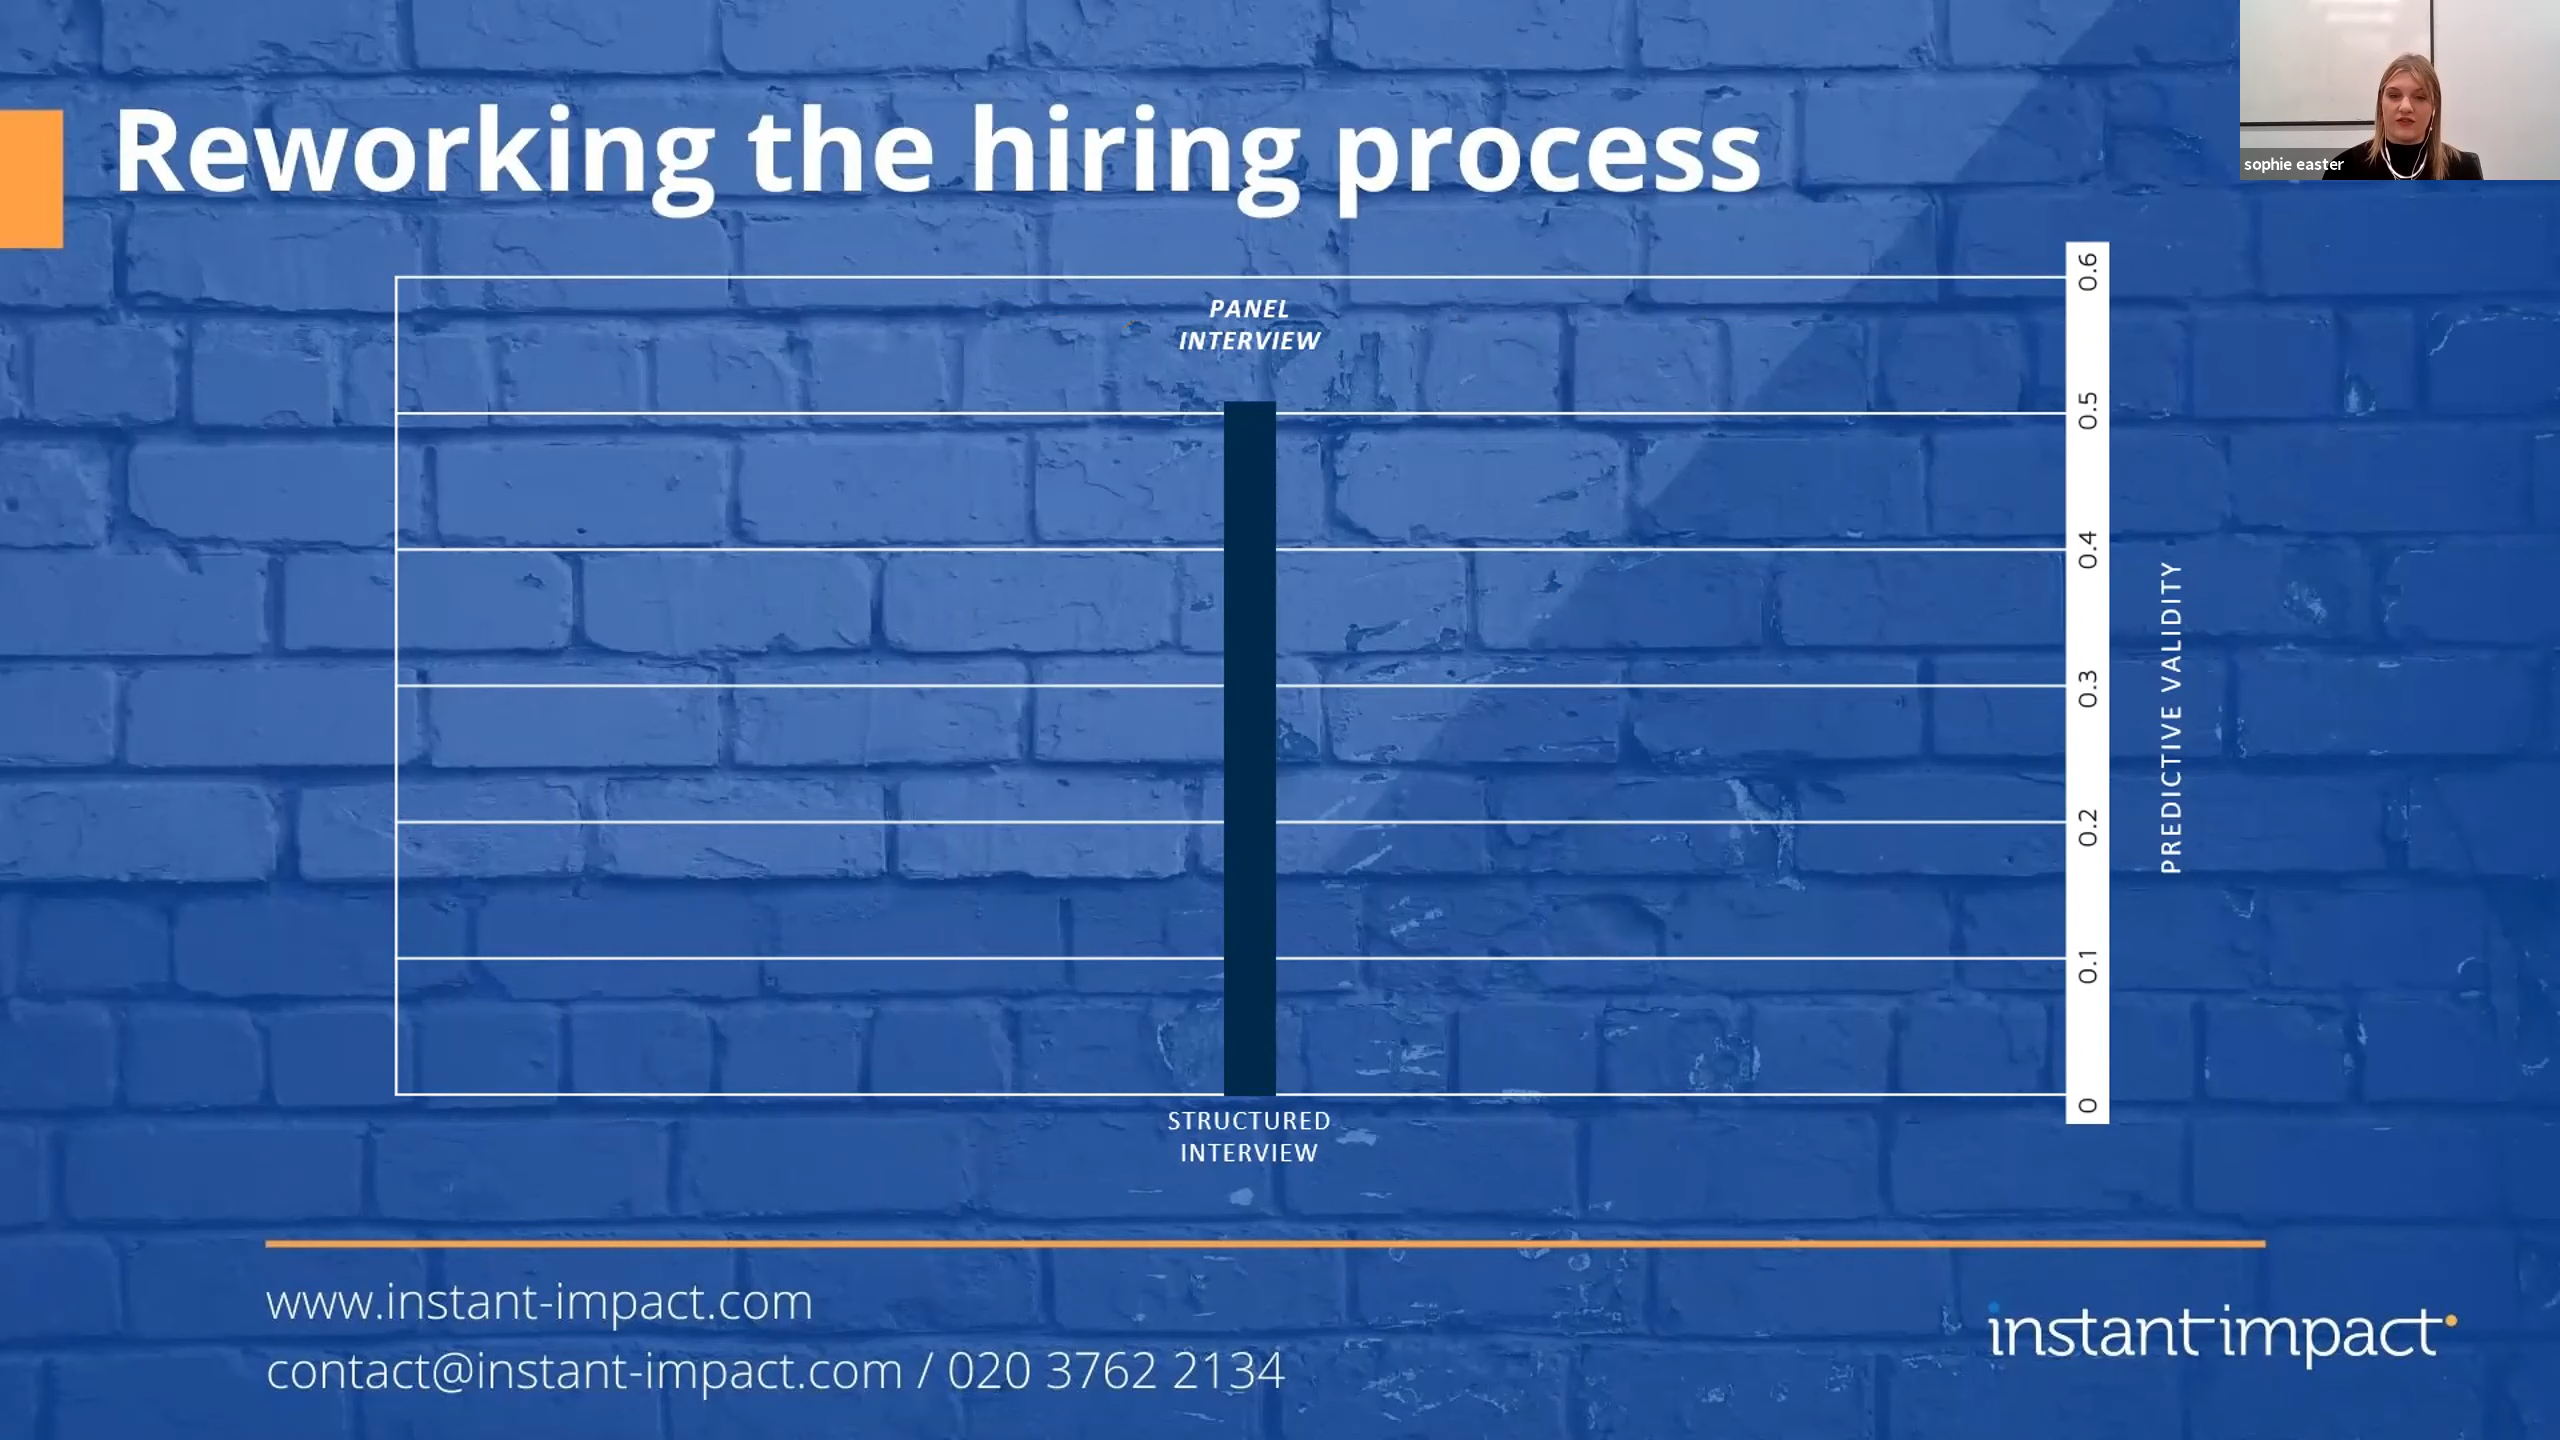 Reworking the hiring process
sophie easter
PANEL
INTERVIEW
0.6
0.5
0.4
0.3
0.2
0.1
0
PREDICTIVE VALIDITY
STRUCTURED
INTERVIEW
www.instant-impact.com
contact@instant-impact.com / 020 3762 2134
instant impact